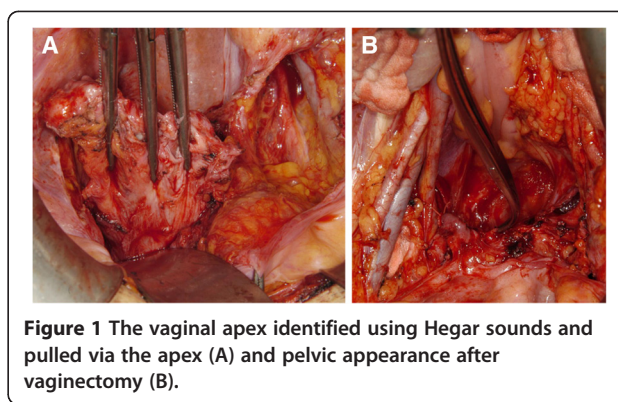 A
B
Figure 1 The vaginal apex identified using Hegar sounds and
pulled via the apex (A) and pelvic appearance after
vaginectomy (B).